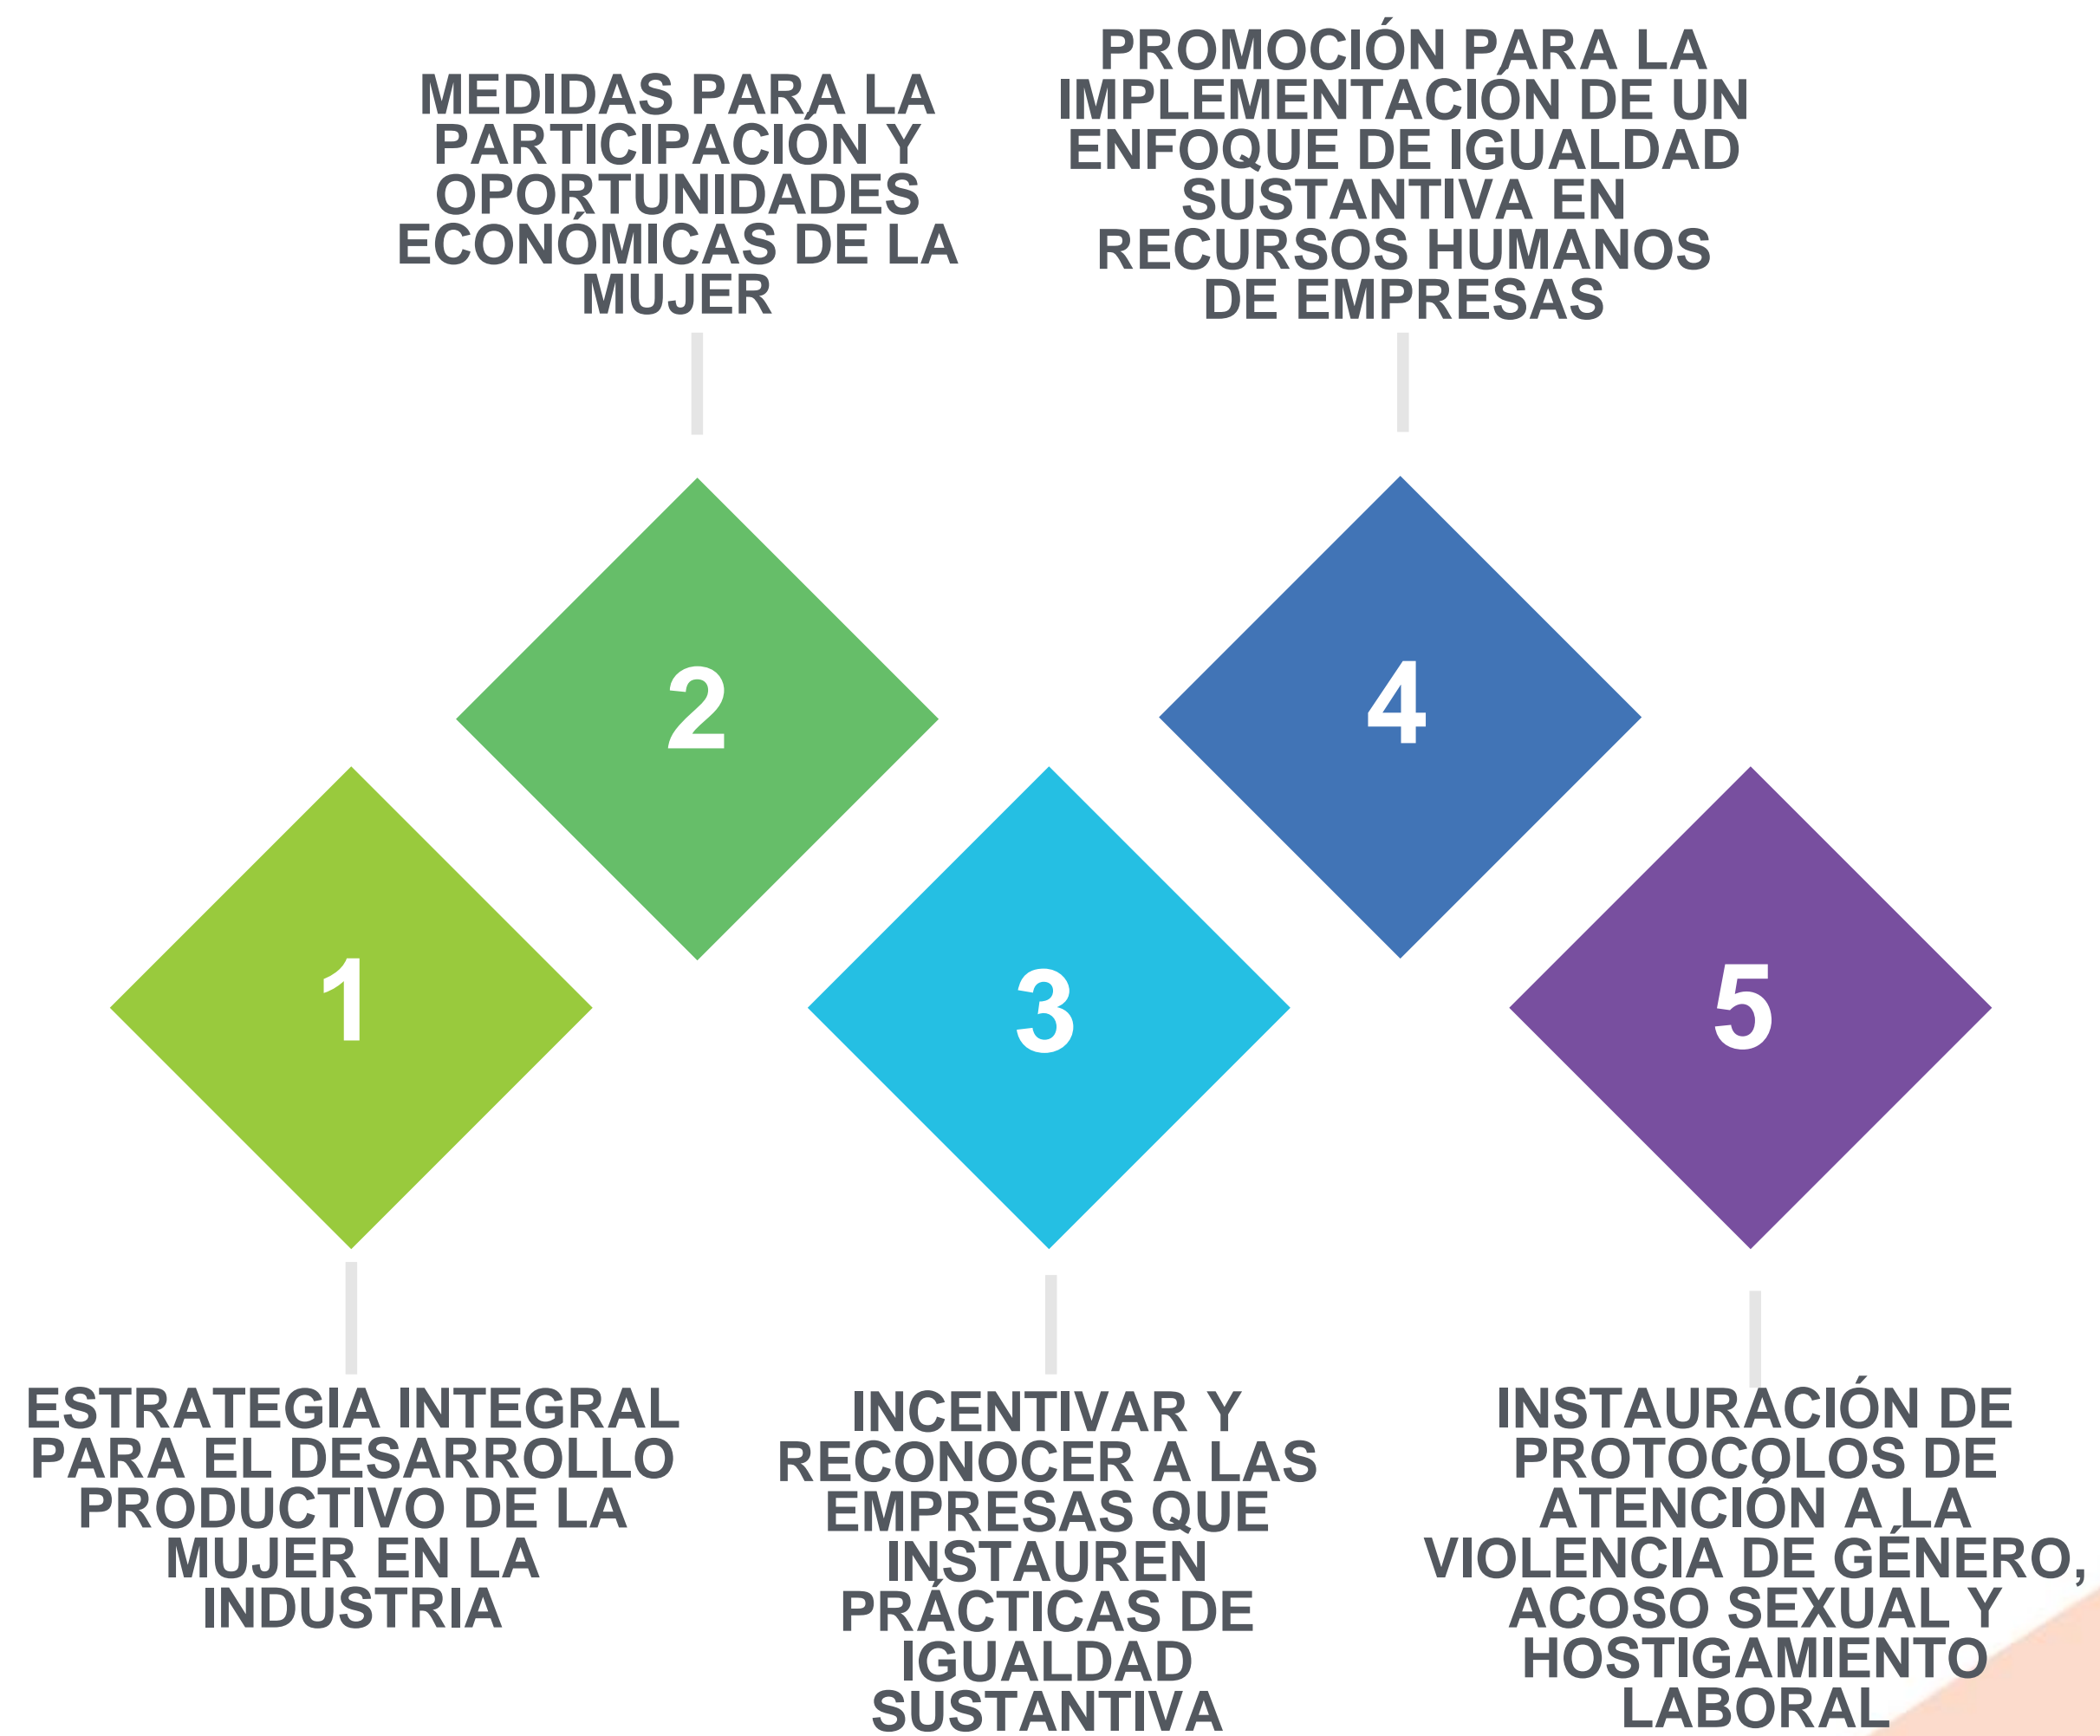 MEDIDAS PARA LA
PARTICIPACIÓN Y
OPORTUNIDADES
ECONÓMICAS DE LA
MUJER
PROMOCIÓN PARA LA
IMPLEMENTACIÓN DE UN
ENFOQUE DE IGUALDAD
SUSTANTIVA EN
RECURSOS HUMANOS
DE EMPRESAS
2
4
1
3
5
ESTRATEGIA INTEGRAL
PARA EL DESARROLLO
PRODUCTIVO DE LA
MUJER EN LA
INDUSTRIA
INCENTIVAR Y
RECONOCER A LAS
EMPRESAS QUE
INSTAUREN
PRÁCTICAS DE
IGUALDAD
SUSTANTIVA
INSTAURACIÓN DE
PROTOCOLOS DE
ATENCIÓN A LA
VIOLENCIA DE GÉNERO,
ACOSO SEXUAL Y
HOSTIGAMIENTO
LABORAL